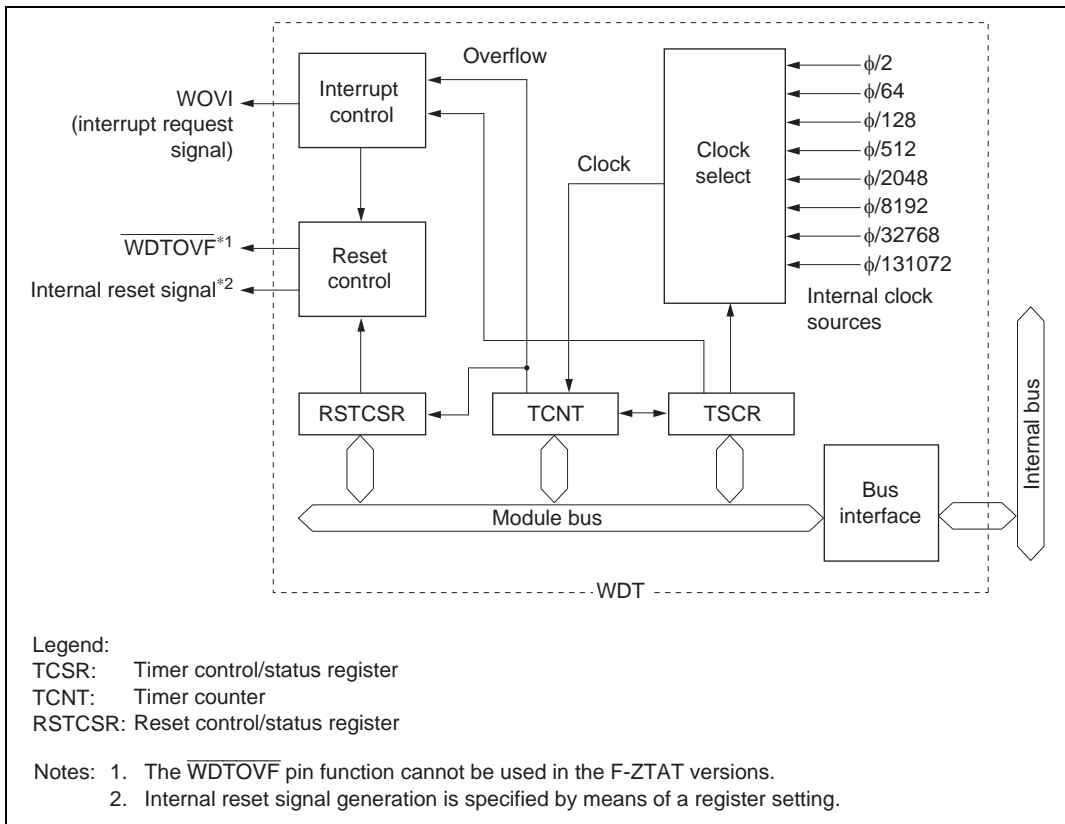 Overflow
Interrupt
control
WOVI
(interrupt request
signal)
Clock
Clock
select
ϕ/2
ϕ/64
ϕ/128
ϕ/512
ϕ/2048
ϕ/8192
ϕ/32768
ϕ/131072
Internal clock
sources
WDTOVF*1
Internal reset signal*2
Reset
control
RSTCSR
TCNT
TSCR
Module bus
Bus
interface
Internal bus
WDT
Legend:
TCSR: Timer control/status register
TCNT: Timer counter
RSTCSR: Reset control/status register
Notes: 1. The WDTOVF pin function cannot be used in the F-ZTAT versions.
2. Internal reset signal generation is specified by means of a register setting.